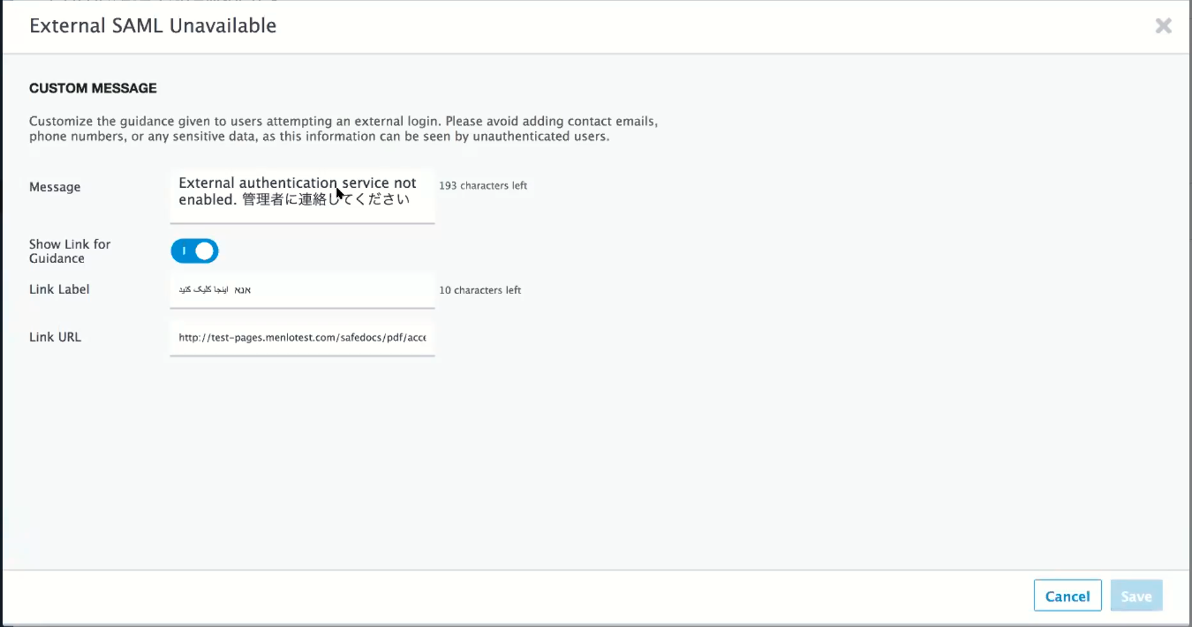 External SAML Unavailable
CUSTOM MESSAGE
Customize the guidance given to users attempting an external login. Please avoid adding contact emails,
phone numbers, or any sensitive data, as this information can be seen by unauthenticated users.
Message
External authentication service not
enabled. 管理者に連絡してください
193 characters left
Show Link for
Guidance
Link Label
אנא اینجا کلیک کنید
10 characters left
Link URL
http://test-pages.menlotest.com/safedocs/pdf/acce
Cancel
Save